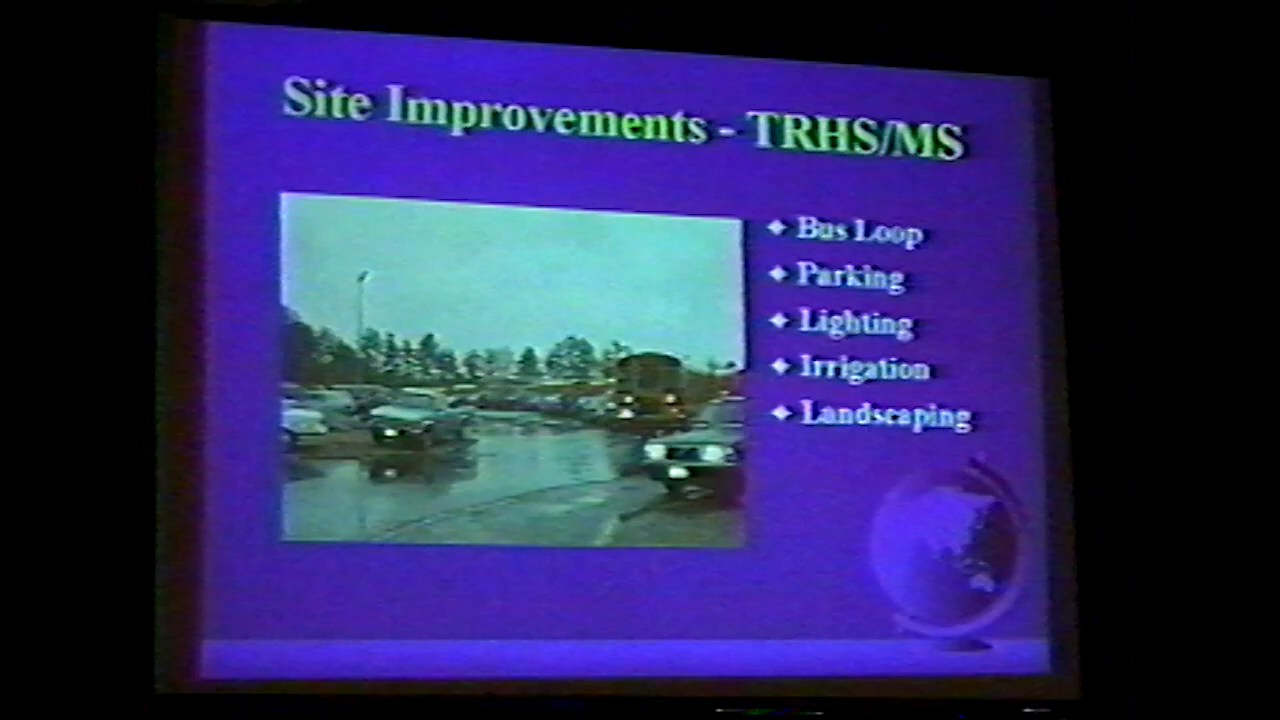 Site Improvements - TRHS/MS
Bus Loop
Parking
Lighting
Irrigation
Landscaping